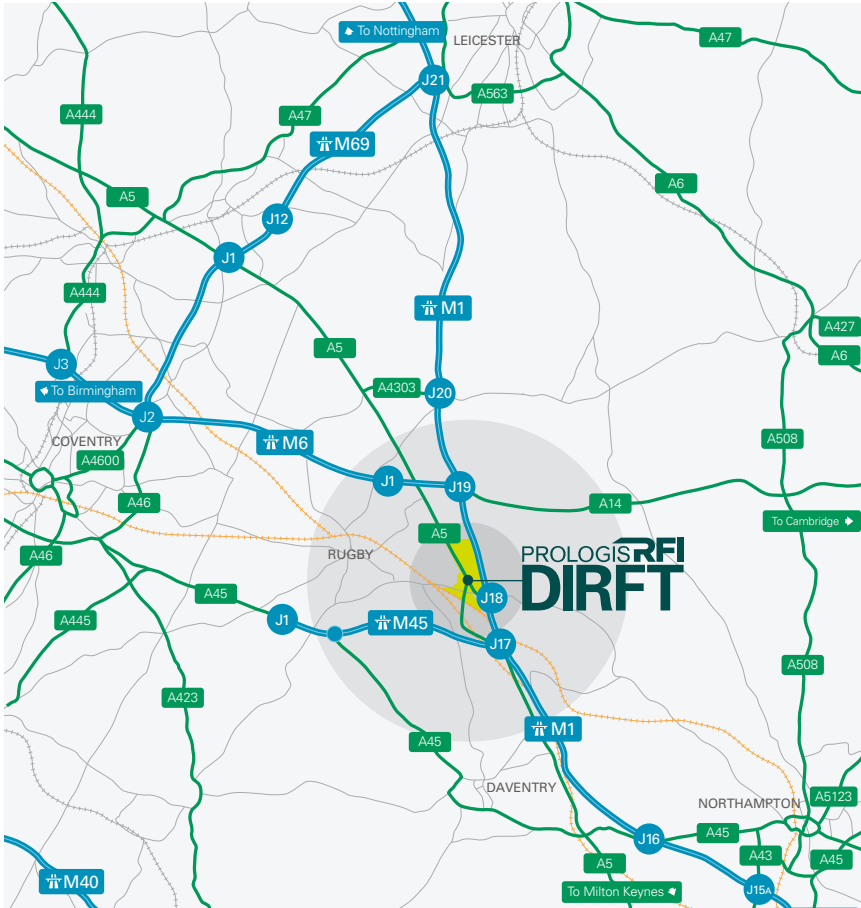 To Nottingham
LEICESTER
A47
J21
A563
A444
A47
M69
A6
A5
J12
J1
A444
M1
A427
A5
A6
J3
A4303
J20
To Birmingham
J2
M6
A508
COVENTRY
A4600
J1
J19
A46
A14
To Cambridge
A5
RUGBY
A46
PROLOGIS RFI
DIRFT
A45
J18
A445
J1
M45
J17
A508
A423
M1
A45
DAVENTRY
NORTHAMPTON
A5123
J16
A45
A43
A45
A5
M40
To Milton Keynes
J15A